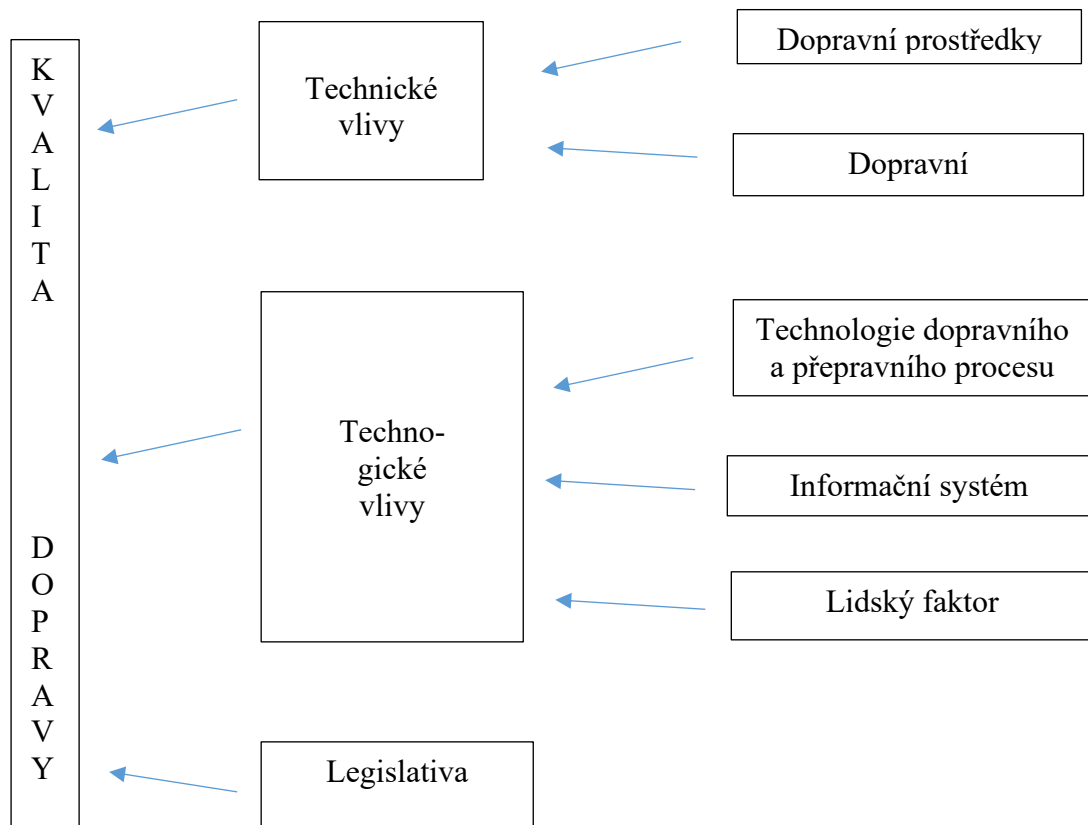 K
V
A
L
I
T
A
D
O
P
R
A
V
Y
Technické
vlivy
Dopravní prostředky
Dopravní
Techno-
gické
vlivy
Technologie dopravního
a přepravního procesu
Informační systém
Lidský faktor
Legislativa